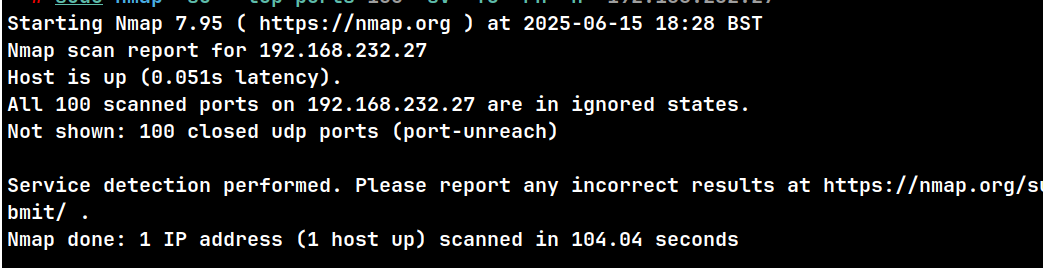 # sudo nmap
Starting Nmap 7.95 ( https://nmap.org ) at 2025-06-15 18:28 BST
Nmap scan report for 192.168.232.27
Host is up (0.051s latency).
All 100 scanned ports on 192.168.232.27 are in ignored states.
Not shown: 100 closed udp ports (port-unreach)
Service detection performed. Please report any incorrect results at https://nmap.org/su
bmit/ .
Nmap done: 1 IP address (1 host up) scanned in 104.04 seconds